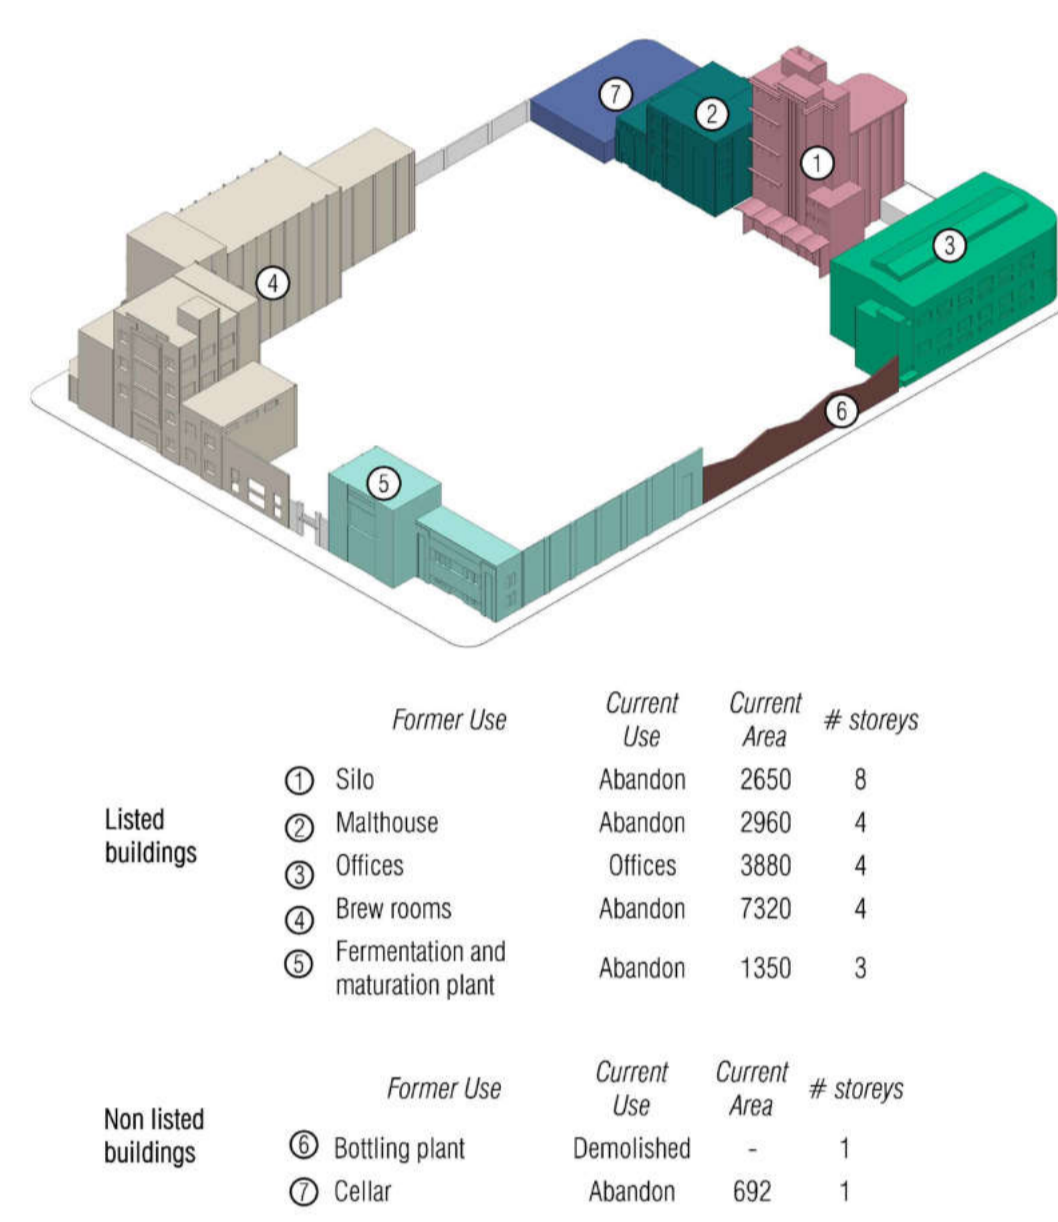 7
2
1
3
4
6
5
Former Use Current Use Current Area # storeys
Listed buildings
1 Silo Abandon 2650 8
2 Malthouse Abandon 2960 4
3 Offices Offices 3880 4
4 Brew rooms Abandon 7320 4
5 Fermentation and maturation plant Abandon 1350 3
Former Use Current Use Current Area # storeys
Non listed buildings
6 Bottling plant Demolished - 1
7 Cellar Abandon 692 1